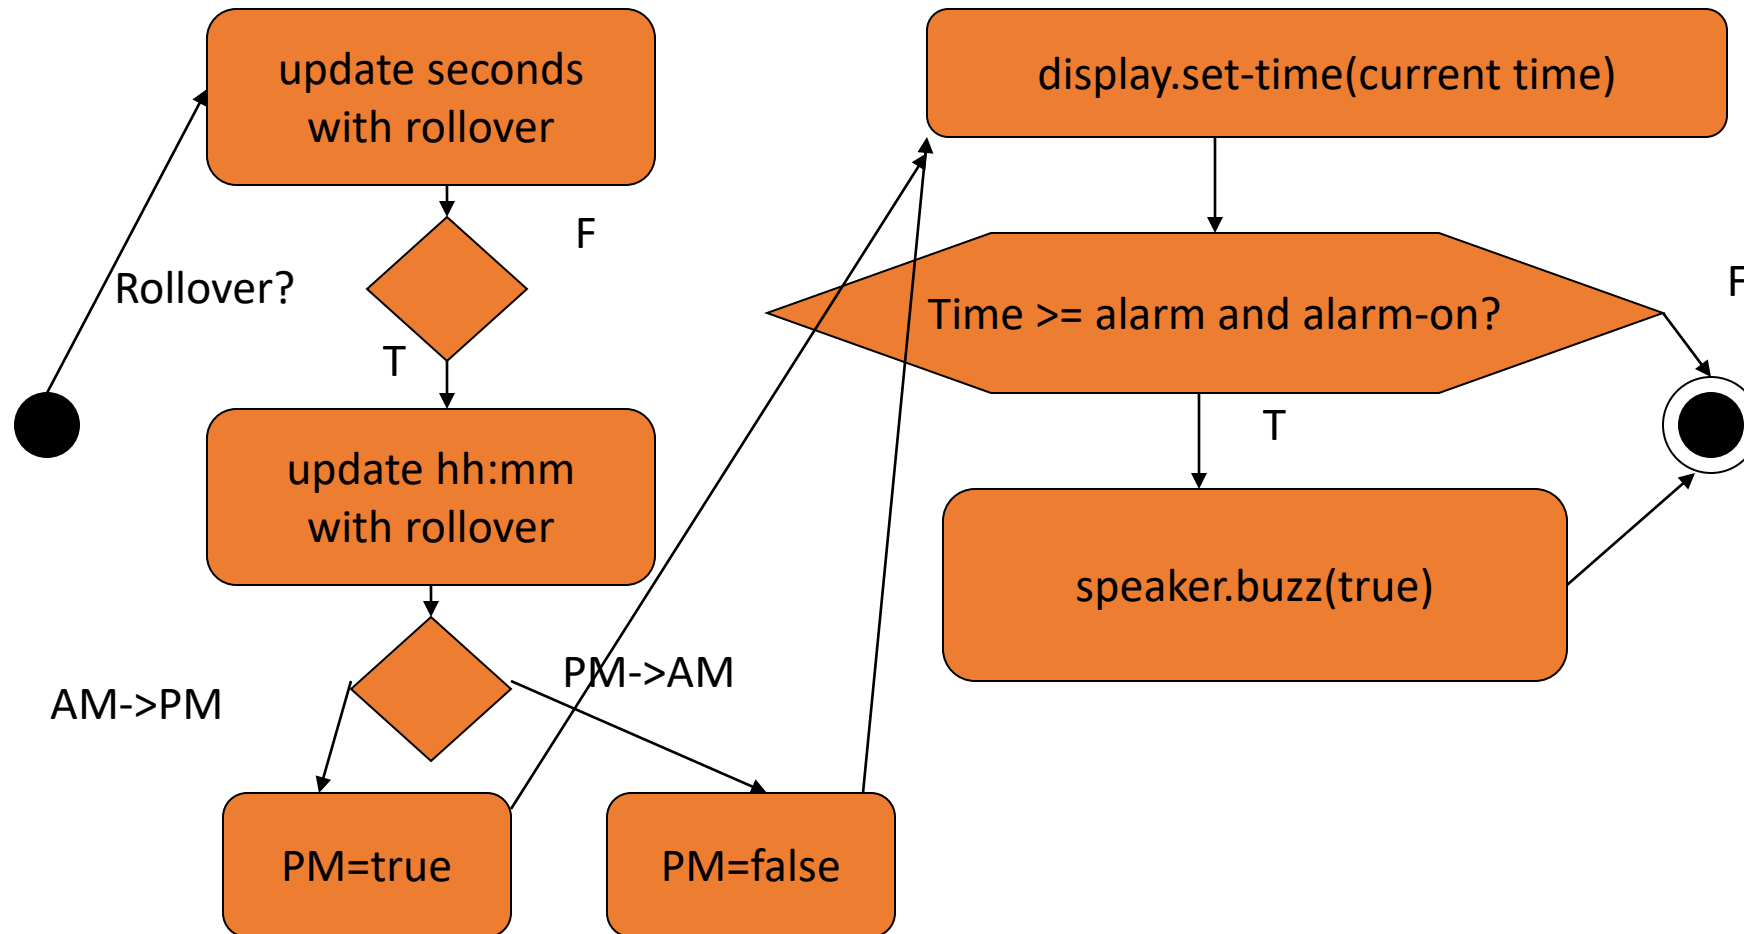 update seconds
with rollover
F
Rollover?
T
update hh:mm
with rollover
AM->PM
PM->AM
PM=true
PM=false
display.set-time(current time)
Time >= alarm and alarm-on?
F
T
speaker.buzz(true)